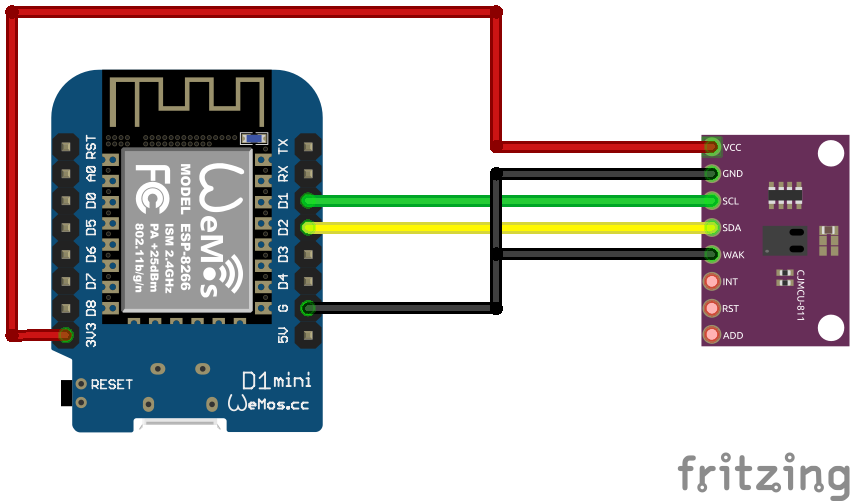 RST
A0
D0
D5
D6
D7
D8
3V3
TX
RX
D1
D2
D3
D4
G
5V
WeMos
MODEL ESP-8266
ISM 2.4GHz
PA +25dBm
802.11b/g/n
FC
RESET
D1 mini
WeMos.cc
VCC
GND
SCL
SDA
WAK
INT
RST
ADD
CJMCU-811
fritzing